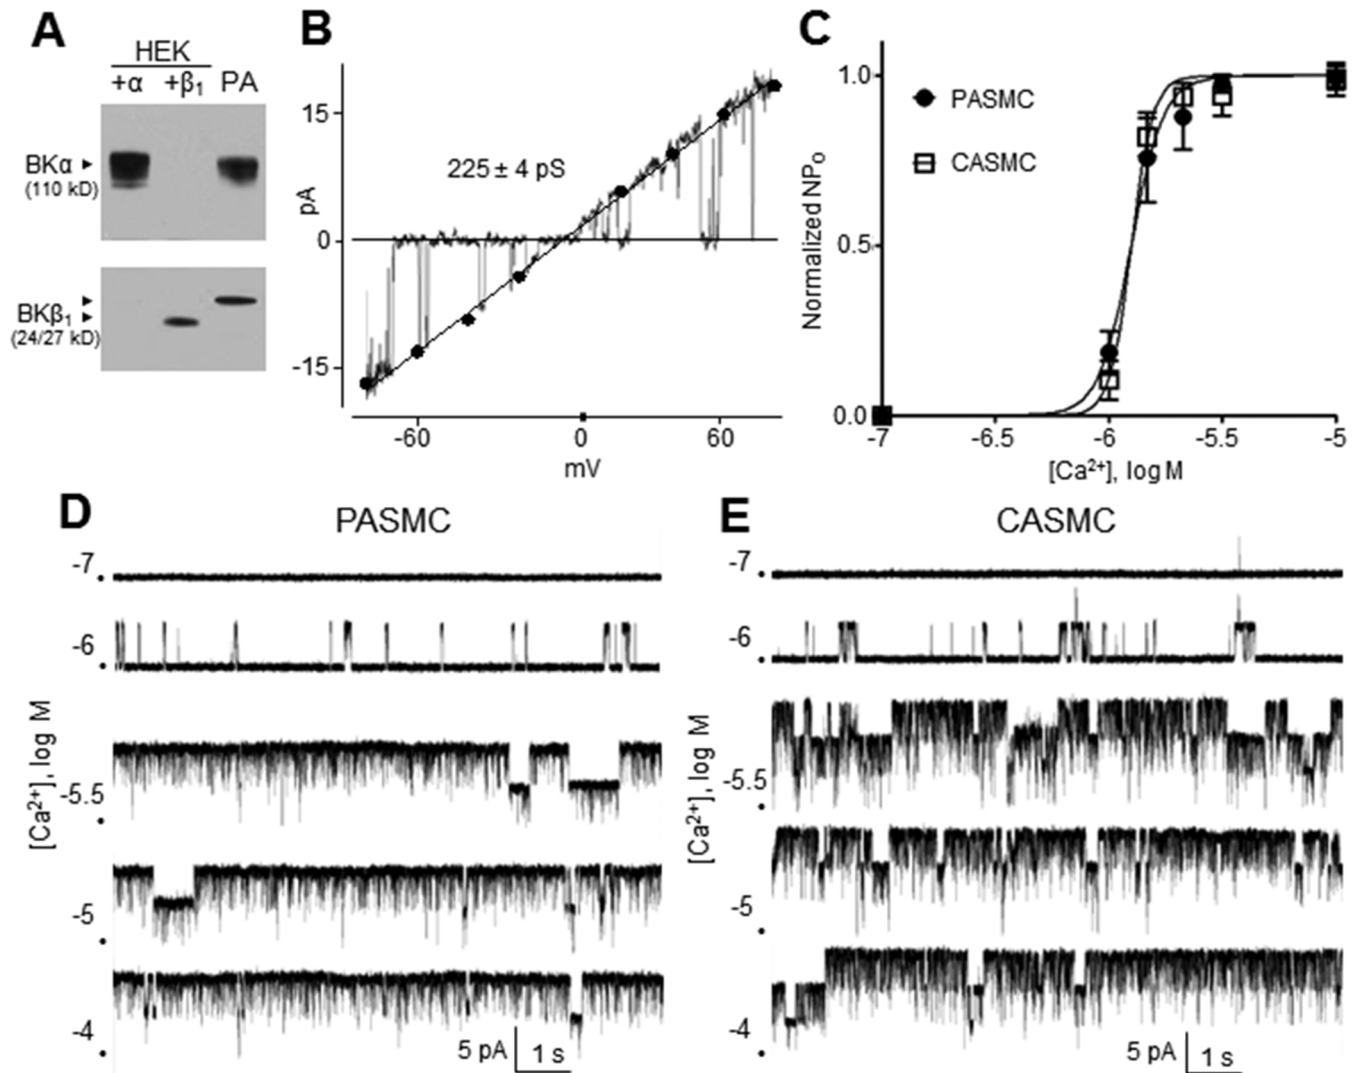 A
HEK
+α +β₁ PA
BKα
(110 kD)
BKβ₁
(24/27 kD)
B
15
0
-15
pA
225 ± 4 pS
-60 0 60
mV
C
1.0
0.5
0.0
Normalized NPO
PASMC
CASMC
-7 -6.5 -6 -5.5 -5
[Ca²⁺], log M
D
PASMC
-7
-6
-5.5
-5
-4
[Ca²⁺], log M
5 pA
1 s
E
CASMC
-7
-6
-5.5
-5
-4
[Ca²⁺], log M
5 pA
1 s